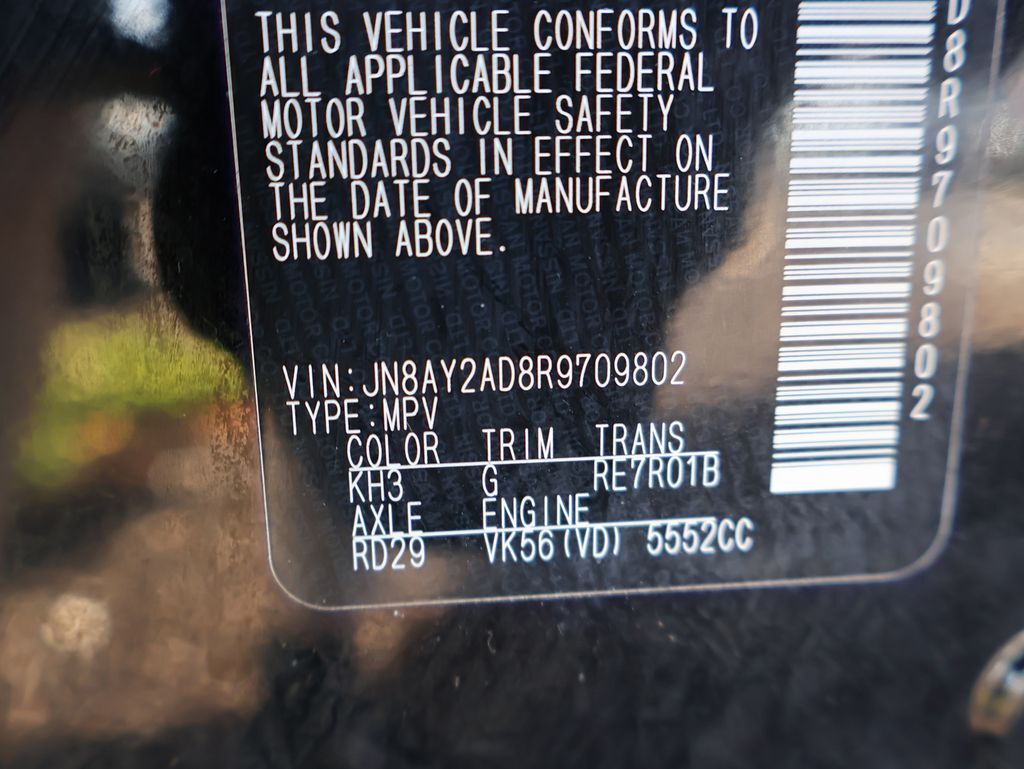 THIS VEHICLE CONFORMS TO
ALL APPLICABLE FEDERAL
MOTOR VEHICLE SAFETY
STANDARDS IN EFFECT ON
THE DATE OF MANUFACTURE
SHOWN ABOVE.
VIN:JN8AY2AD8R9709802
TYPE:MPV
COLOR TRIM TRANS
KH3 G RE7R01B
AXLE ENGINE
RD29 VK56(VD) 5552CC
D8R9709802